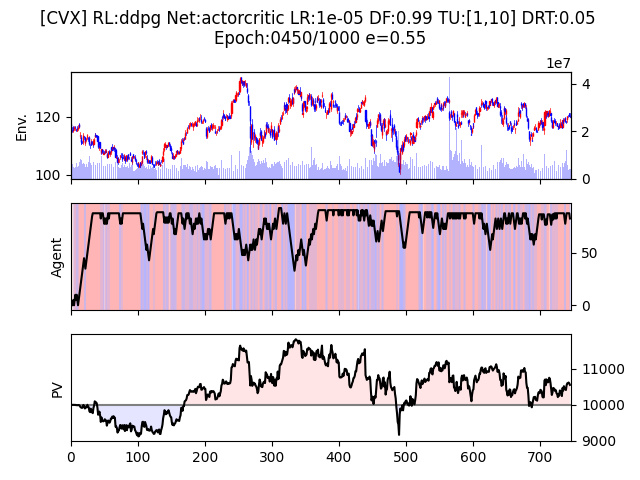 [CVX] RL:ddpg Net:actorcritic LR:1e-05 DF:0.99 TU:[1,10] DRT:0.05
Epoch:0450/1000 e=0.55
1e7
Env.
120
100
4
2
0
Agent
50
0
PV
11000
10000
9000
0 100 200 300 400 500 600 700